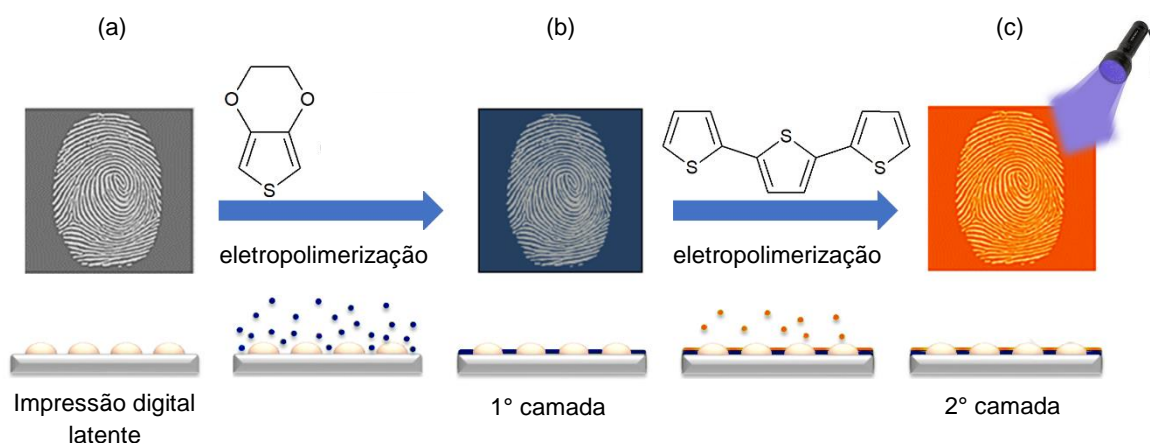 (a)
(b)
(c)
O
O
S
S
S
S
eletropolimerização
eletropolimerização
Impressão digital
latente
1° camada
2° camada